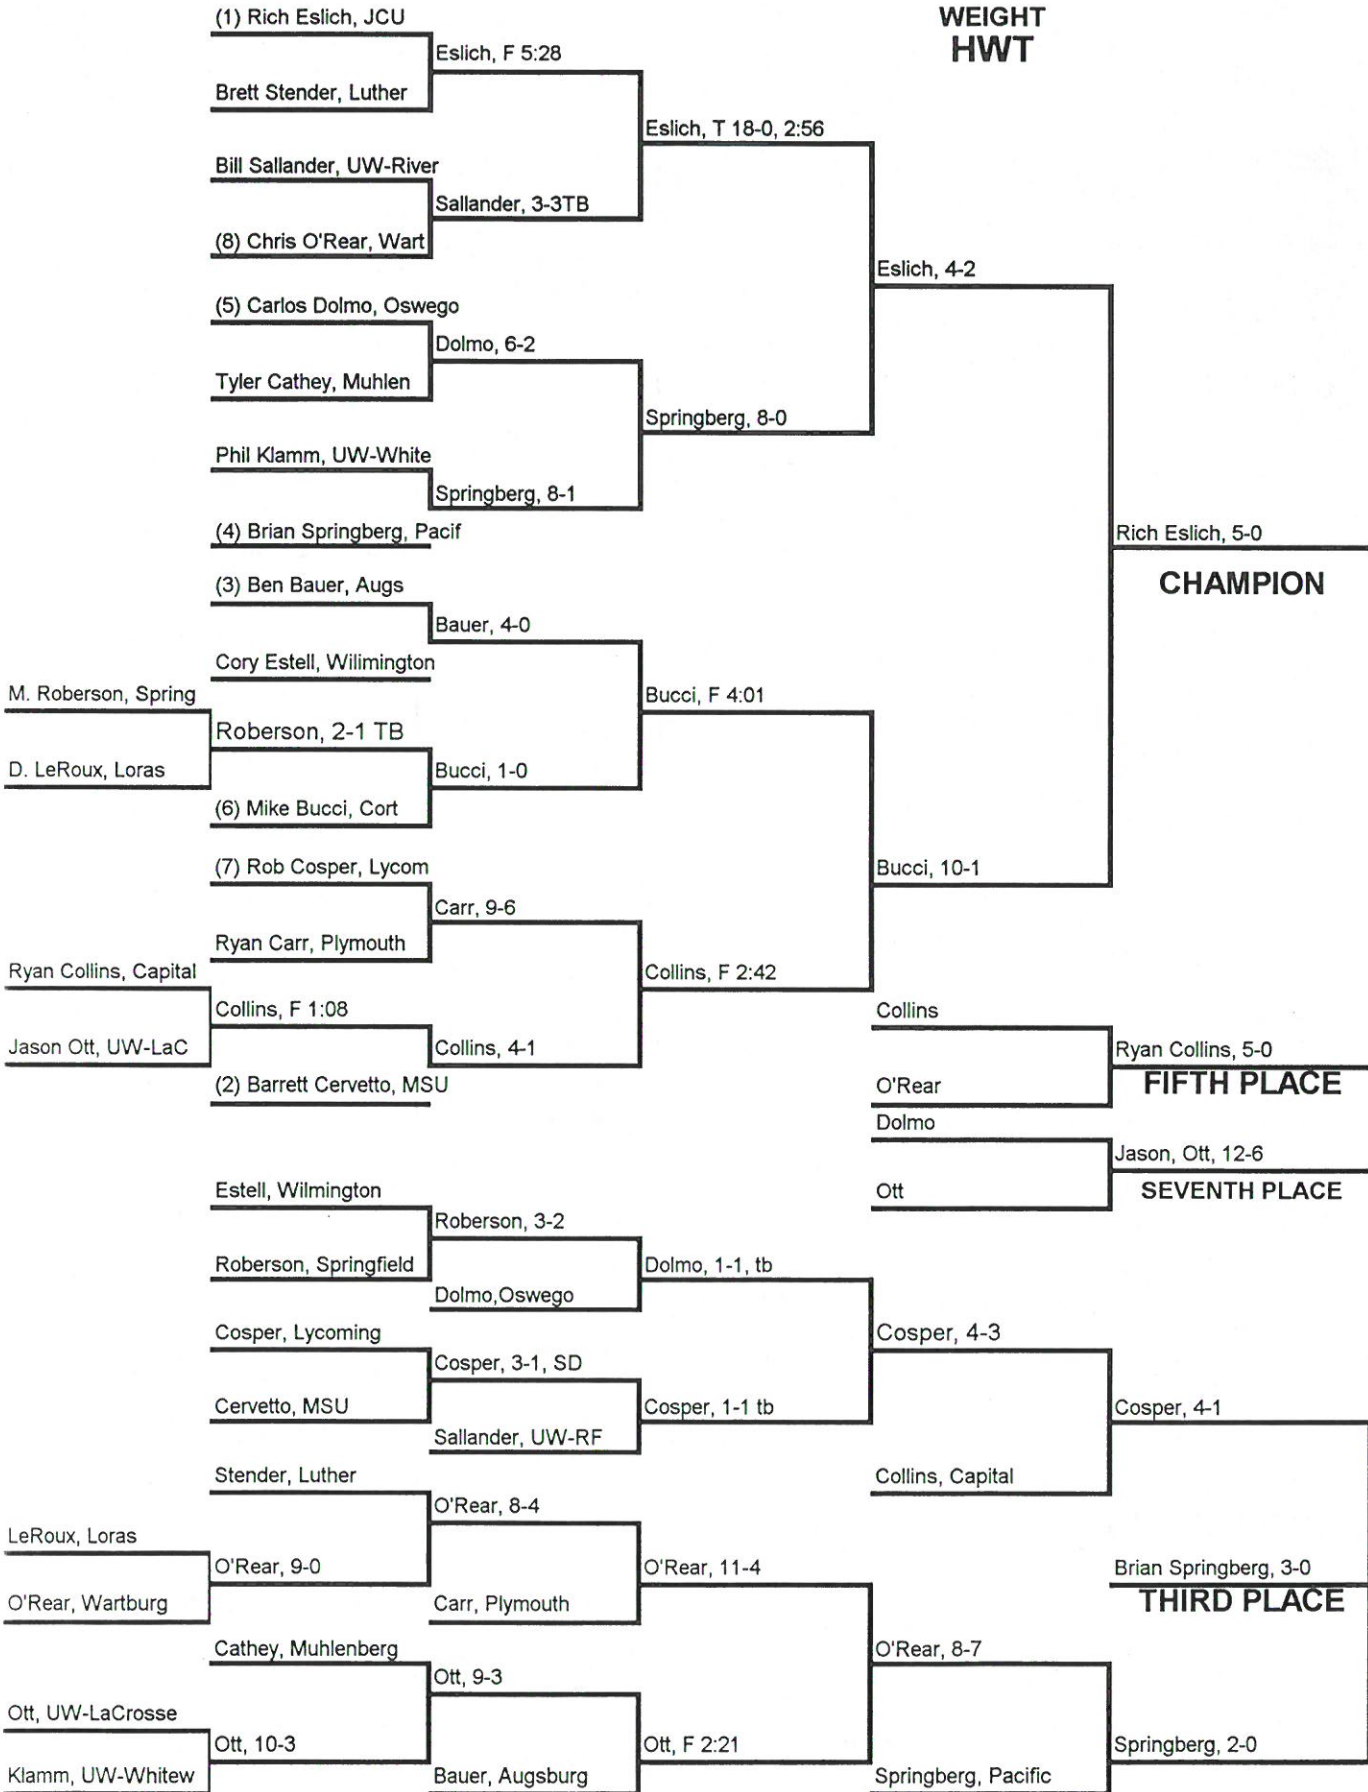 (1) Rich Eslich, JCU
WEIGHT
HWT
Eslich, F 5:28
Brett Stender, Luther
Eslich, T 18-0, 2:56
Bill Sallander, UW-River
Sallander, 3-3TB
(8) Chris O'Rear, Wart
Eslich, 4-2
(5) Carlos Dolmo, Oswego
Dolmo, 6-2
Tyler Cathey, Muhlen
Springberg, 8-0
Phil Klamm, UW-White
Springberg, 8-1
(4) Brian Springberg, Pacif
Rich Eslich, 5-0
CHAMPION
(3) Ben Bauer, Augs
Bauer, 4-0
Cory Estell, Wilimington
M. Roberson, Spring
Bucci, F 4:01
Roberson, 2-1 TB
D. LeRoux, Loras
Bucci, 1-0
(6) Mike Bucci, Cort
(7) Rob Cosper, Lycom
Bucci, 10-1
Carr, 9-6
Ryan Carr, Plymouth
Ryan Collins, Capital
Collins, F 2:42
Collins, F 1:08
Collins
Jason Ott, UW-LaC
Collins, 4-1
Ryan Collins, 5-0
(2) Barrett Cervetto, MSU
O'Rear
FIFTH PLACE
Dolmo
Jason, Ott, 12-6
Estell, Wilmington
Ott
SEVENTH PLACE
Roberson, 3-2
Roberson, Springfield
Dolmo, 1-1, tb
Dolmo,Oswego
Cosper, Lycoming
Cosper, 4-3
Cosper, 3-1, SD
Cervetto, MSU
Cosper, 1-1 tb
Cosper, 4-1
Sallander, UW-RF
Stender, Luther
Collins, Capital
O'Rear, 8-4
LeRoux, Loras
O'Rear, 9-0
O'Rear, 11-4
Brian Springberg, 3-0
O'Rear, Wartburg
Carr, Plymouth
THIRD PLACE
Cathey, Muhlenberg
O'Rear, 8-7
Ott, 9-3
Ott, UW-LaCrosse
Ott, 10-3
Ott, F 2:21
Springberg, 2-0
Klamm, UW-Whitew
Bauer, Augsburg
Springberg, Pacific